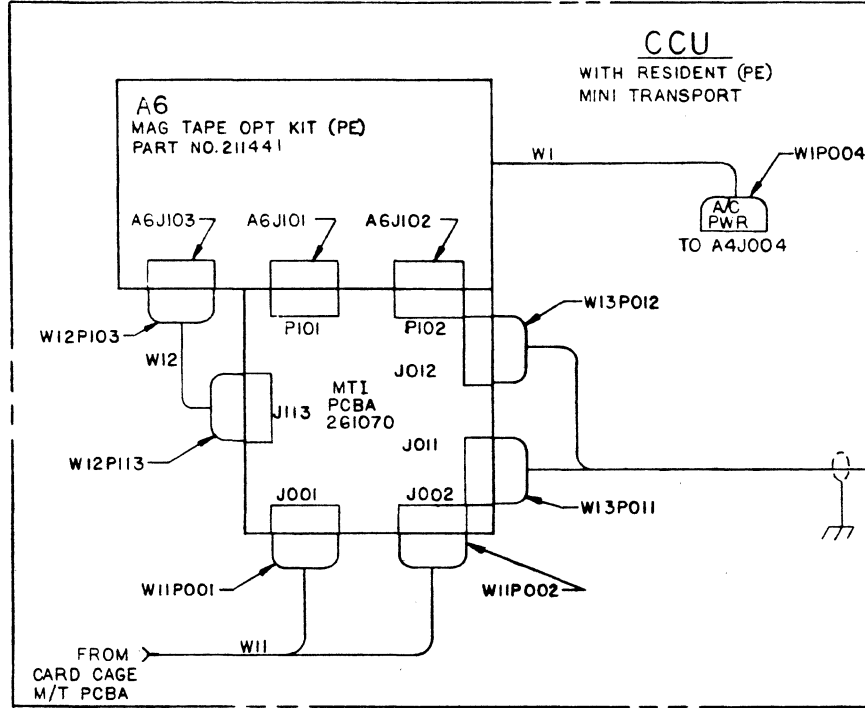 CCU
WITH RESIDENT (PE)
MINI TRANSPORT
A6
MAG TAPE OPT KIT (PE)
PART NO. 211441
W1
W1P004
A/C
PWR
TO A4J004
A6J103
A6J101
A6J102
W13P012
P101
P102
W12P103
W12
J012
MTI
PCBA
261070
J113
J011
W12P113
J001
J002
W13P011
W11P001
W11P002
W11
FROM
CARD CAGE
M/T PCBA